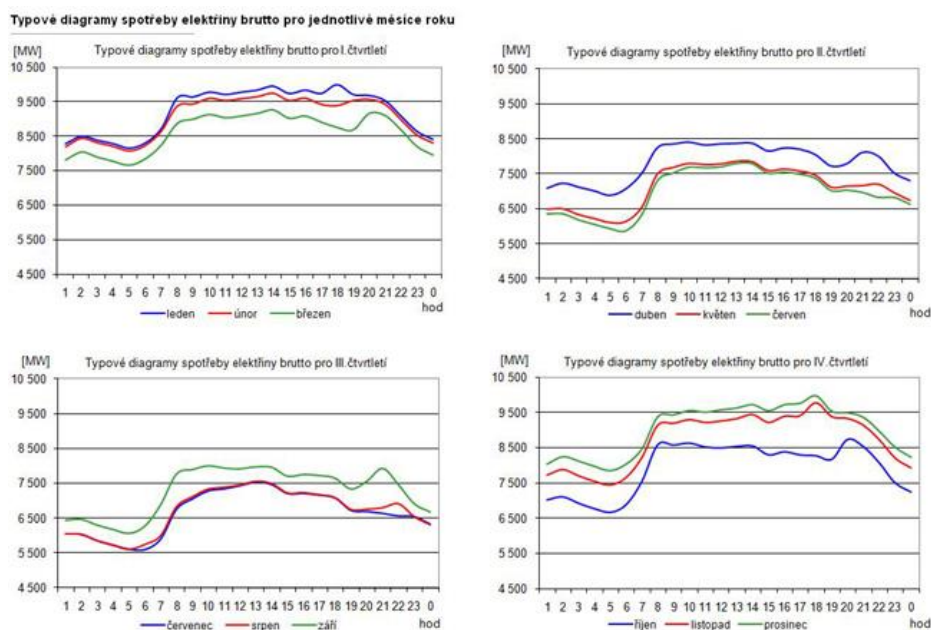 Typové diagramy spotřeby elektřiny brutto pro jednotlivé měsíce roku
[MW] Typové diagramy spotřeby elektřiny brutto pro I.čtvrtletí
10 500
9 500
8 500
7 500
6 500
5 500
4 500
1 2 3 4 5 6 7 8 9 10 11 12 13 14 15 16 17 18 19 20 21 22 23 0
hod
leden únor březen
[MW] Typové diagramy spotřeby elektřiny brutto pro II.čtvrtletí
10 500
9 500
8 500
7 500
6 500
5 500
4 500
1 2 3 4 5 6 7 8 9 10 11 12 13 14 15 16 17 18 19 20 21 22 23 0
hod
duben květen červen
[MW] Typové diagramy spotřeby elektřiny brutto pro III.čtvrtletí
10 500
9 500
8 500
7 500
6 500
5 500
4 500
1 2 3 4 5 6 7 8 9 10 11 12 13 14 15 16 17 18 19 20 21 22 23 0
červenec srpen září hod
[MW] Typové diagramy spotřeby elektřiny brutto pro IV.čtvrtletí
10 500
9 500
8 500
7 500
6 500
5 500
4 500
1 2 3 4 5 6 7 8 9 10 11 12 13 14 15 16 17 18 19 20 21 22 23 0
říjen listopad prosinec hod